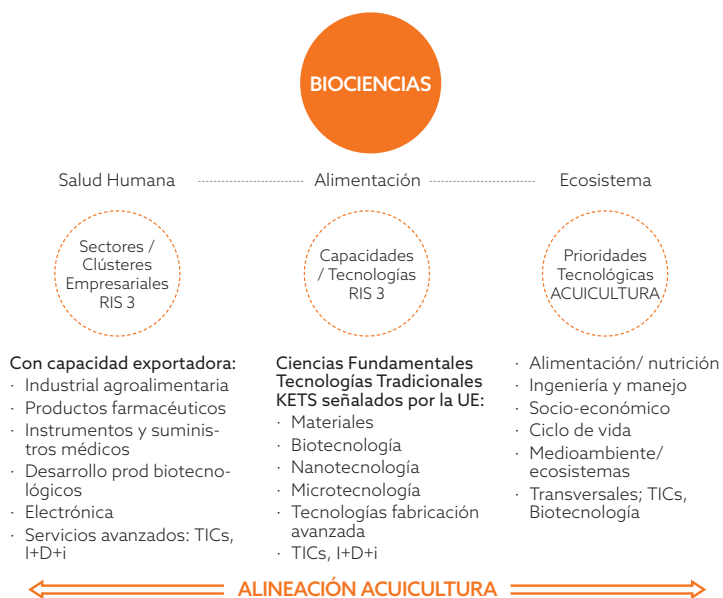 BIOCIENCIAS
Salud Humana
Alimentación
Ecosistema
Sectores /
Clústeres
Empresariales
RIS 3
Capacidades
/ Tecnologías
RIS 3
Prioridades
Tecnológicas
ACUICULTURA
Con capacidad exportadora:
· Industrial agroalimentaria
· Productos farmacéuticos
· Instrumentos y suminis-
tros médicos
· Desarrollo prod biotecno-
lógicos
· Electrónica
· Servicios avanzados: TICs,
I+D+i
Ciencias Fundamentales
Tecnologías Tradicionales
KETS señalados por la UE:
· Materiales
· Biotecnología
· Nanotecnología
· Microtecnología
· Tecnologías fabricación
avanzada
· TICs, I+D+i
· Alimentación/ nutrición
· Ingeniería y manejo
· Socio-económico
· Ciclo de vida
· Medioambiente/
ecosistemas
· Transversales; TICs,
Biotecnología
ALINEACIÓN ACUICULTURA